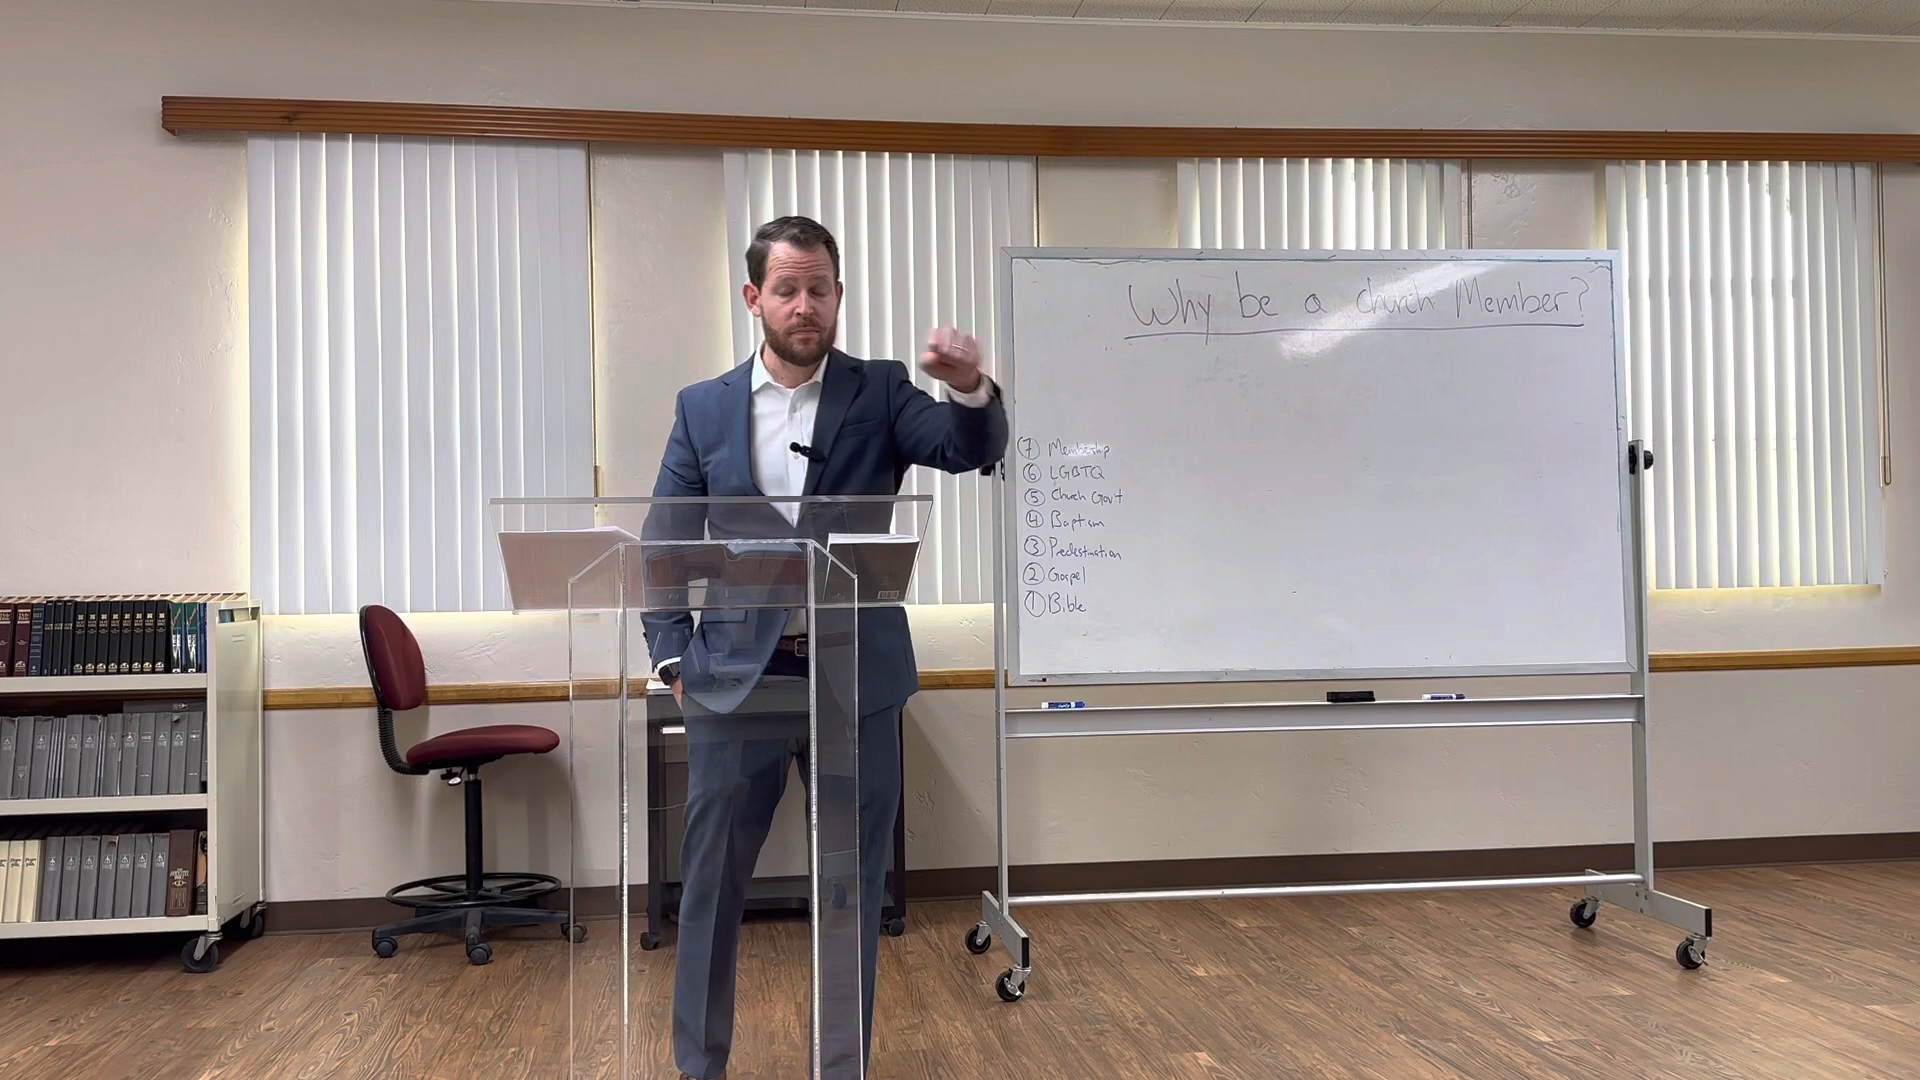 Why be a church Member?
⑦ Membership
⑥ LGBTQ
⑤ Church Gov't
④ Baptism
③ Predestination
② Gospel
① Bible